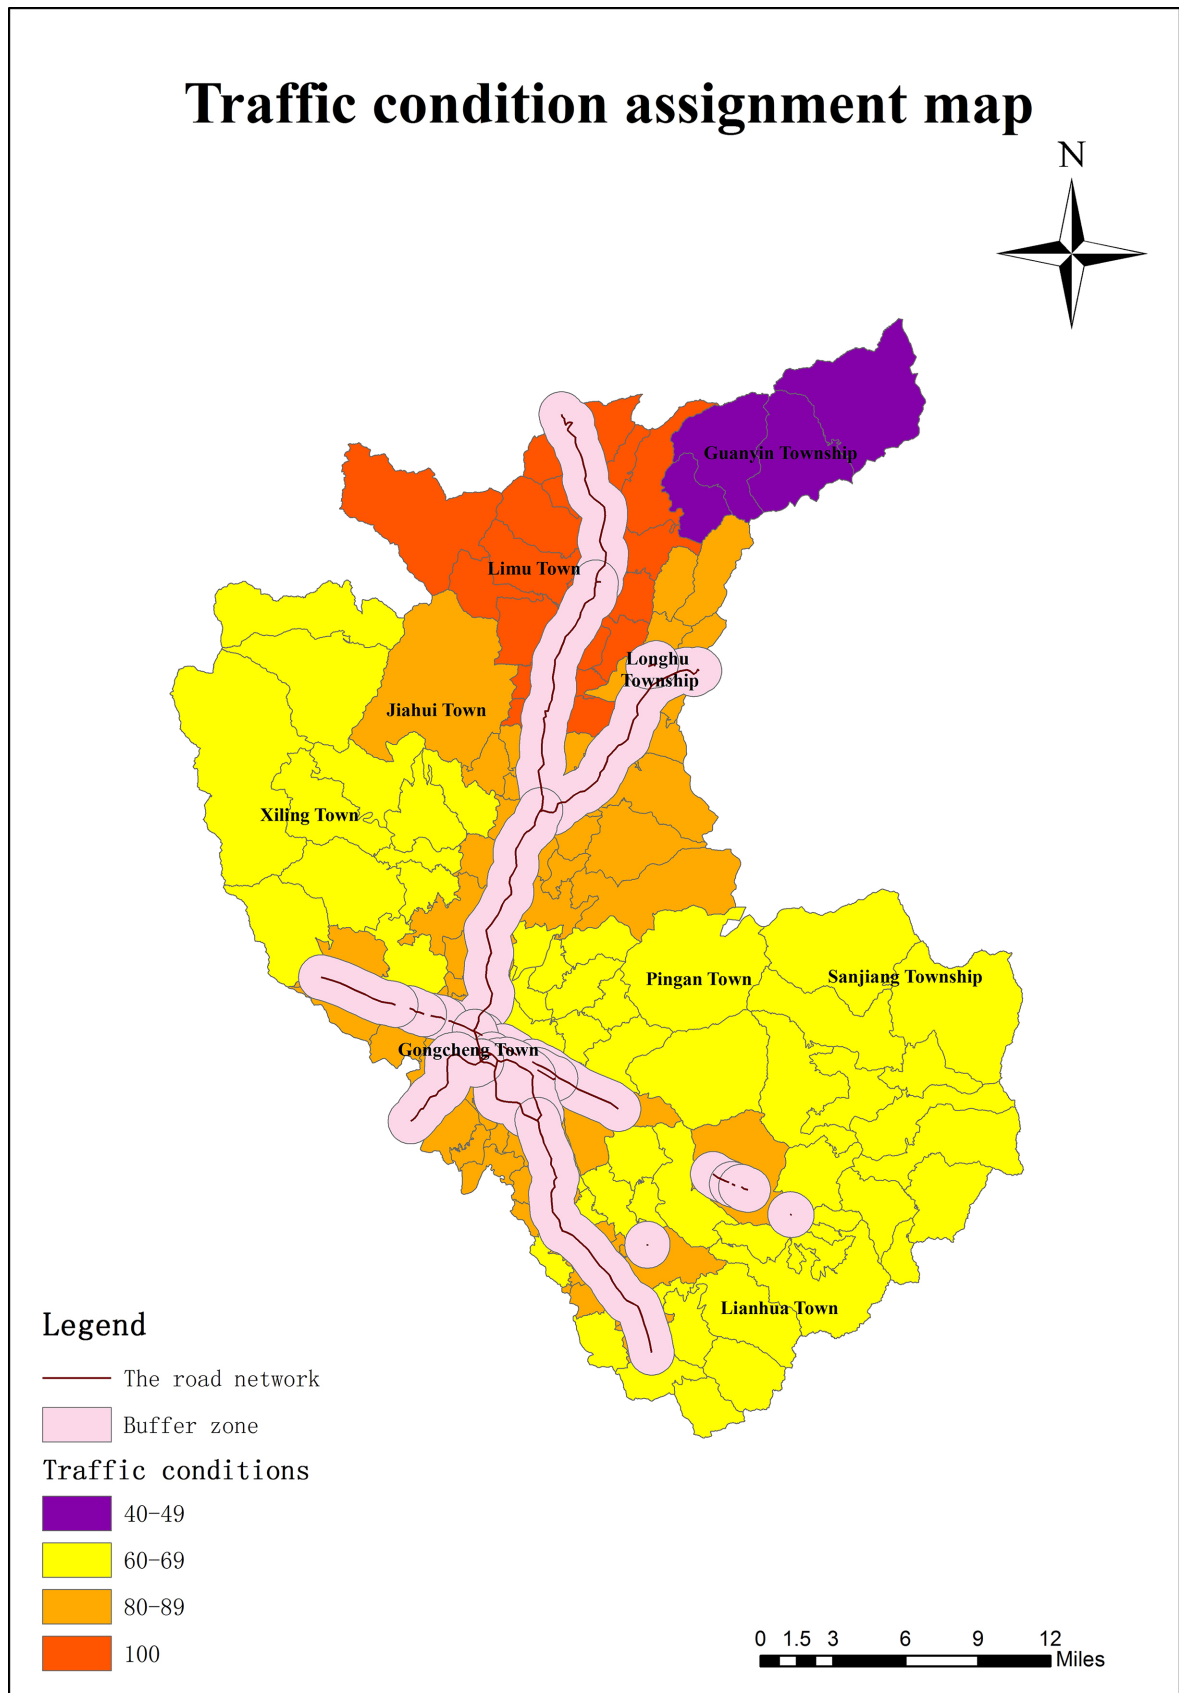 Traffic condition assignment map
N
Guanyin Township
Limu Town
Longhu
Township
Jiahui Town
Xiling Town
Pingan Town
Sanjiang Township
Gongcheng Town
Lianhua Town
Legend
The road network
Buffer zone
Traffic conditions
40-49
60-69
80-89
100
0 1.5 3 6 9 12
Miles